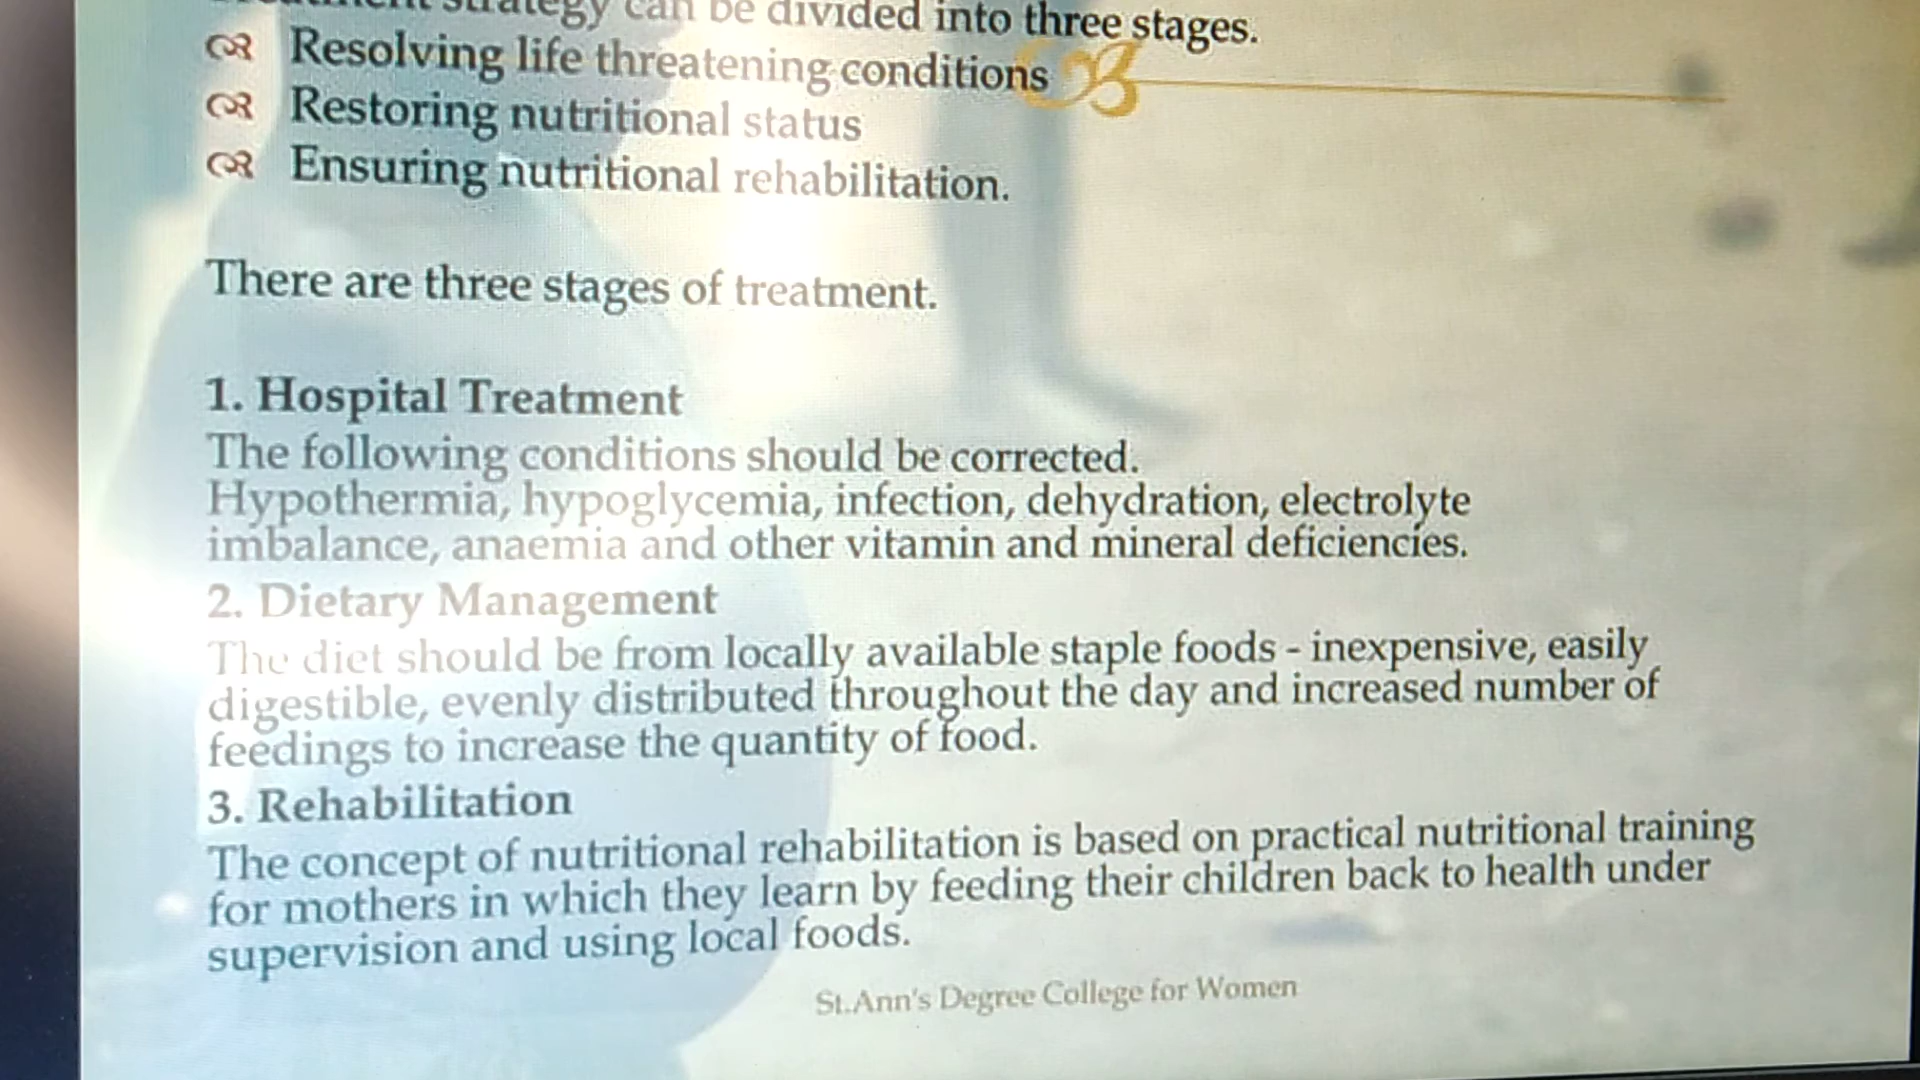 Treatment strategy can be divided into three stages.
Resolving life threatening conditions
Restoring nutritional status
Ensuring nutritional rehabilitation.
There are three stages of treatment.
1. Hospital Treatment
The following conditions should be corrected.
Hypothermia, hypoglycemia, infection, dehydration, electrolyte
imbalance, anaemia and other vitamin and mineral deficiencies.
2. Dietary Management
The diet should be from locally available staple foods - inexpensive, easily
digestible, evenly distributed throughout the day and increased number of
feedings to increase the quantity of food.
3. Rehabilitation
The concept of nutritional rehabilitation is based on practical nutritional training
for mothers in which they learn by feeding their children back to health under
supervision and using local foods.
St.Ann's Degree College for Women